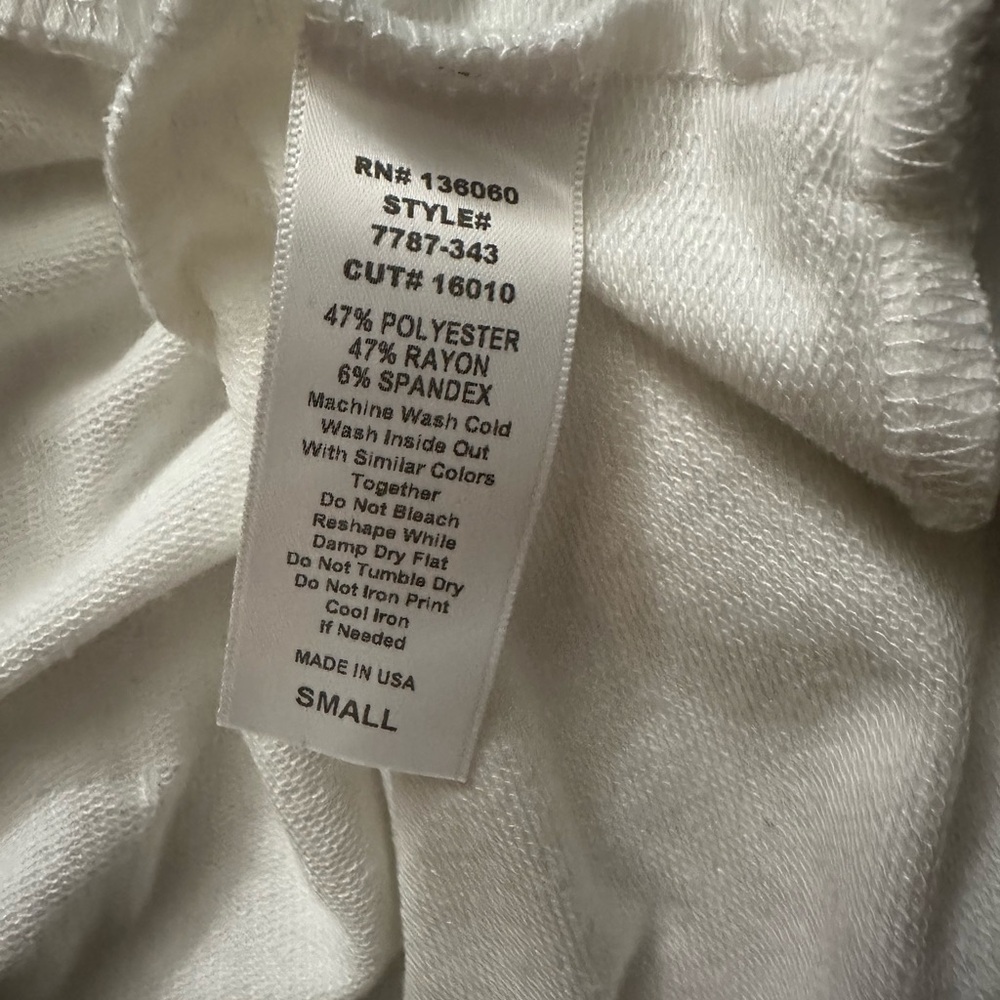 RN# 136060
STYLE#
7787-343
CUT# 16010
47% POLYESTER
47% RAYON
6% SPANDEX
Machine Wash Cold
Wash Inside Out
With Similar Colors
Together
Do Not Bleach
Reshape While
Damp Dry Flat
Do Not Tumble Dry
Do Not Iron Print
Cool Iron
If Needed
MADE IN USA
SMALL